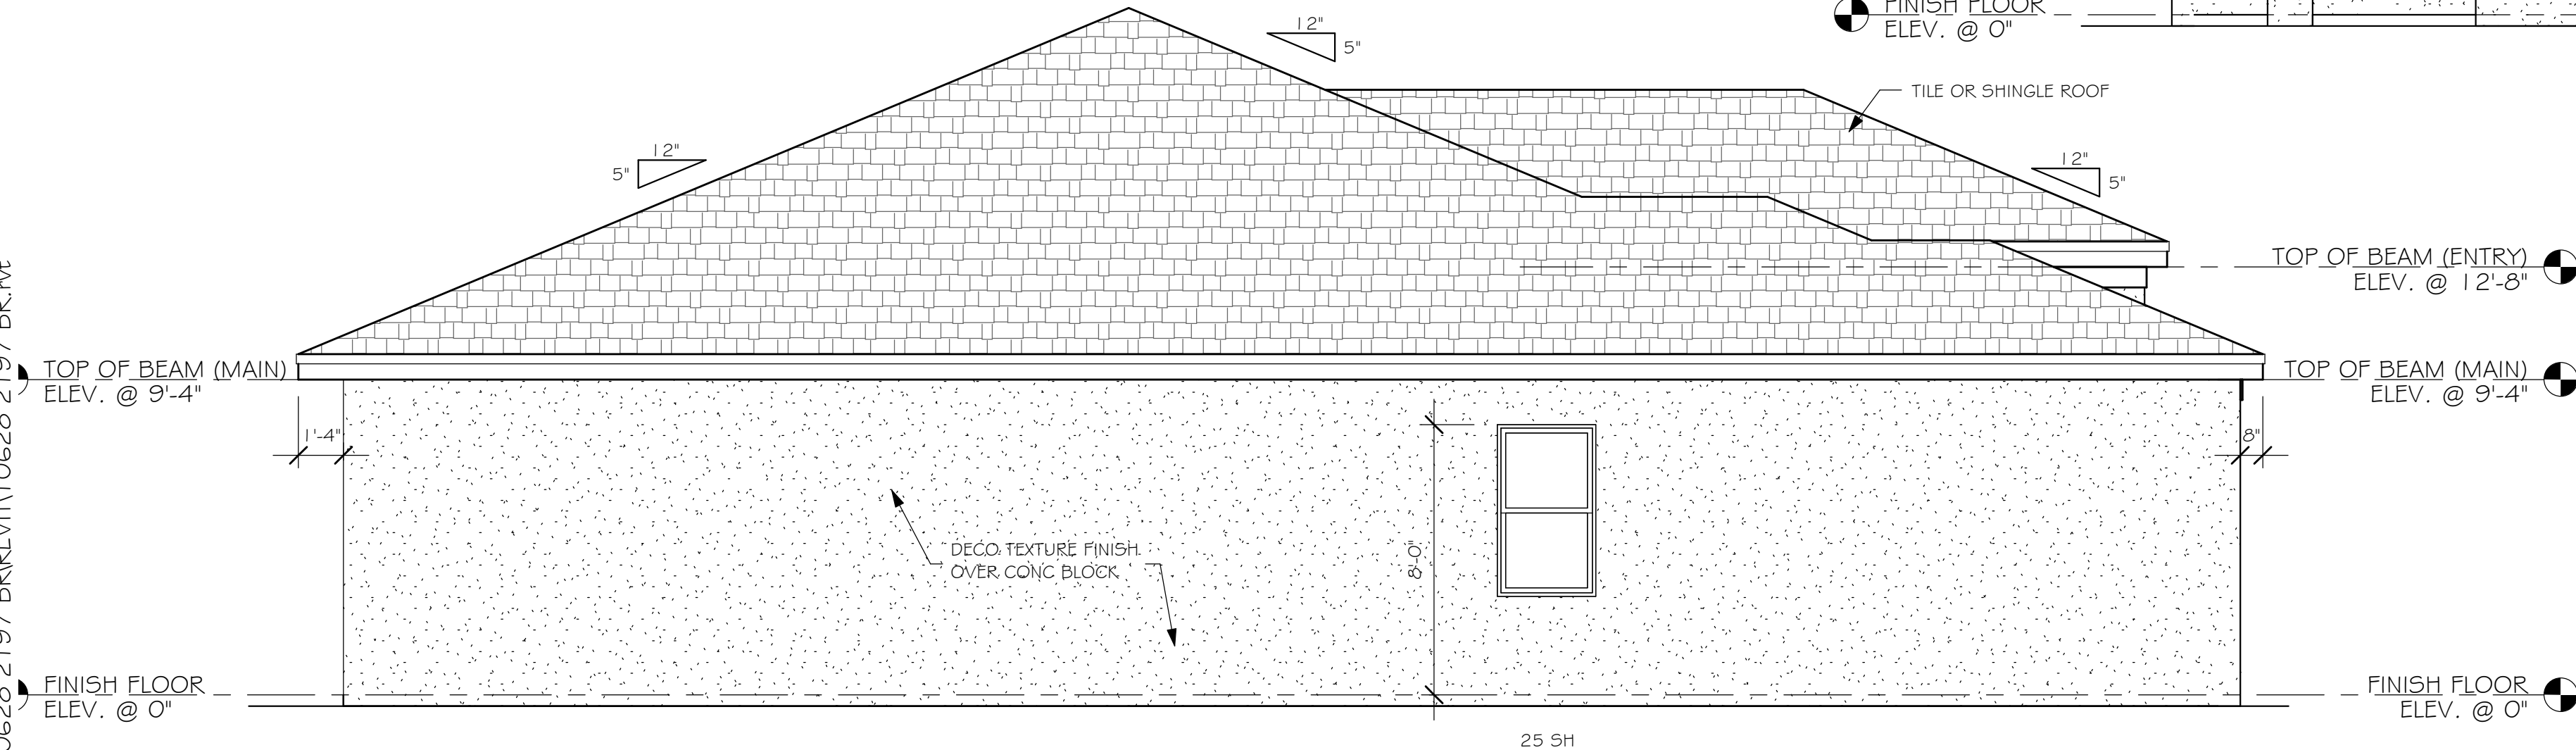 FINISH FLOOR
ELEV. @ 0"
12"
5"
TILE OR SHINGLE ROOF
12"
5"
12"
5"
TOP OF BEAM (ENTRY)
ELEV. @ 12'-8"
TOP OF BEAM (MAIN)
ELEV. @ 9'-4"
TOP OF BEAM (MAIN)
ELEV. @ 9'-4"
1'-4"
8"
DECO TEXTURE FINISH
OVER CONC BLOCK
8'-0"
FINISH FLOOR
ELEV. @ 0"
FINISH FLOOR
ELEV. @ 0"
25 SH